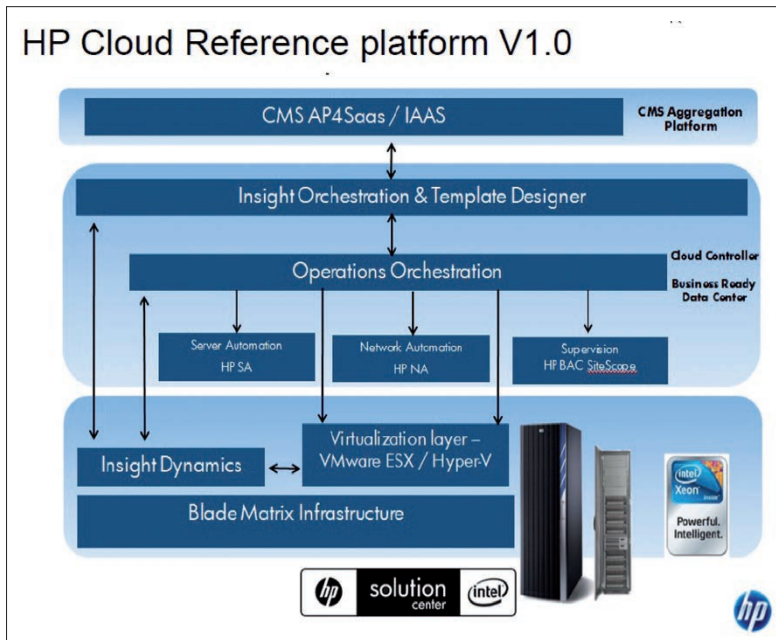 HP Cloud Reference platform V1.0
CMS AP4Saas / IAAS
CMS Aggregation
Platform
Insight Orchestration & Template Designer
Operations Orchestration
Cloud Controller
Business Ready
Data Center
Server Automation
HP SA
Network Automation
HP NA
Supervision
HP BAC SiteScope
Insight Dynamics
Virtualization layer –
VMware ESX / Hyper-V
Blade Matrix Infrastructure
intel
Xeon
inside
Powerful.
Intelligent.
hp
solution
center
intel
hp